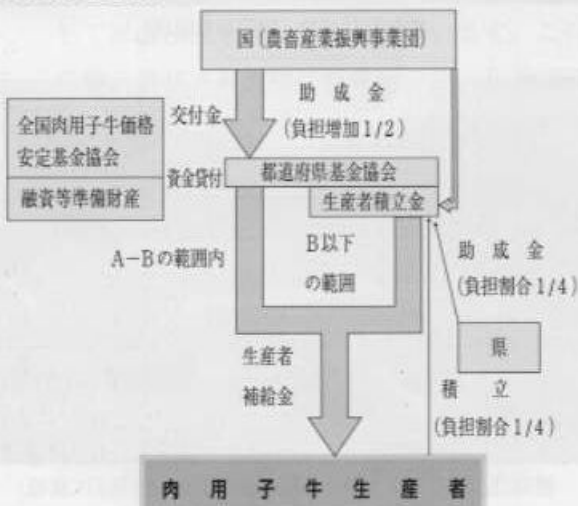 国(農畜産業振興事業団)
助 成 金
(負担増加1/2)
交付金
全国肉用子牛価格
安定基金協会
融資等準備財産
資金貸付
都道府県基金協会
生産者積立金
A－Bの範囲内
B以下
の範囲
助 成 金
(負担割合1/4)
県
生産者
補給金
積 立
(負担割合1/4)
肉 用 子 牛 生 産 者